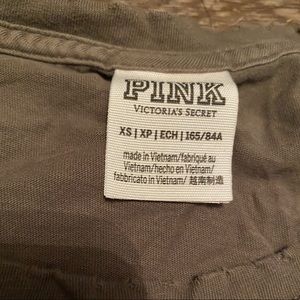 PINK
VICTORIA'S SECRET
XS | XP | ECH | 165/84A
made in Vietnam/fabriqué au
Vietnam/hecho en Vietnam/
fabbricato in Vietnam/ 越南制造